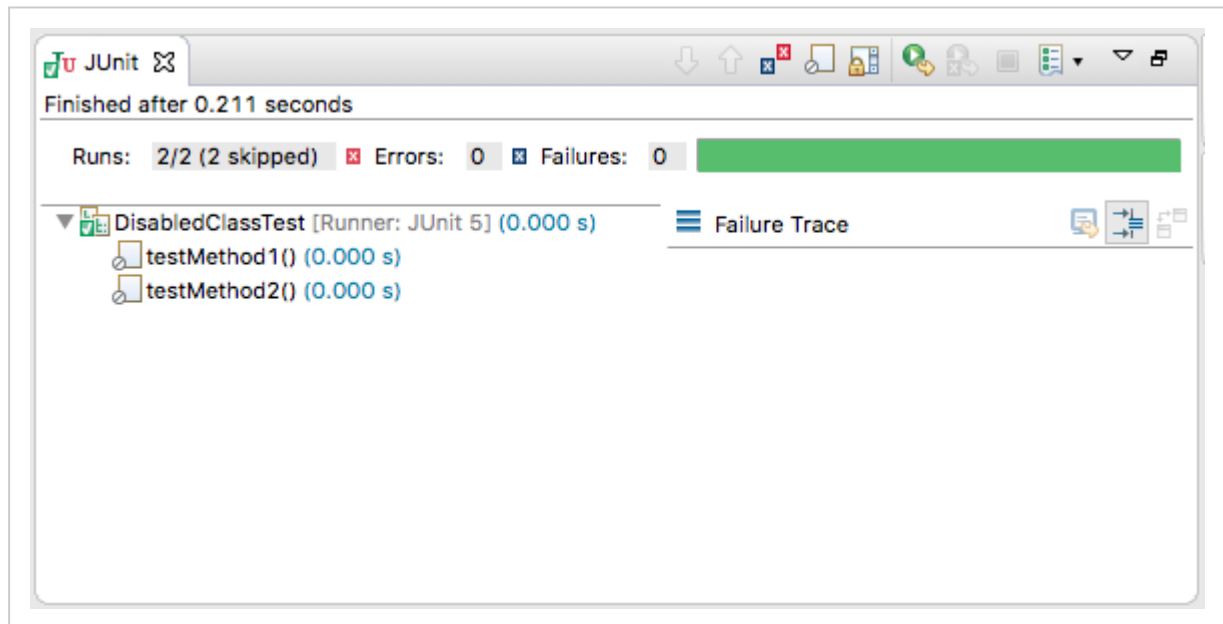 JUnit
Finished after 0.211 seconds
Runs: 2/2 (2 skipped) Errors: 0 Failures: 0
DisabledClassTest [Runner: JUnit 5] (0.000 s)
Failure Trace
testMethod1() (0.000 s)
testMethod2() (0.000 s)